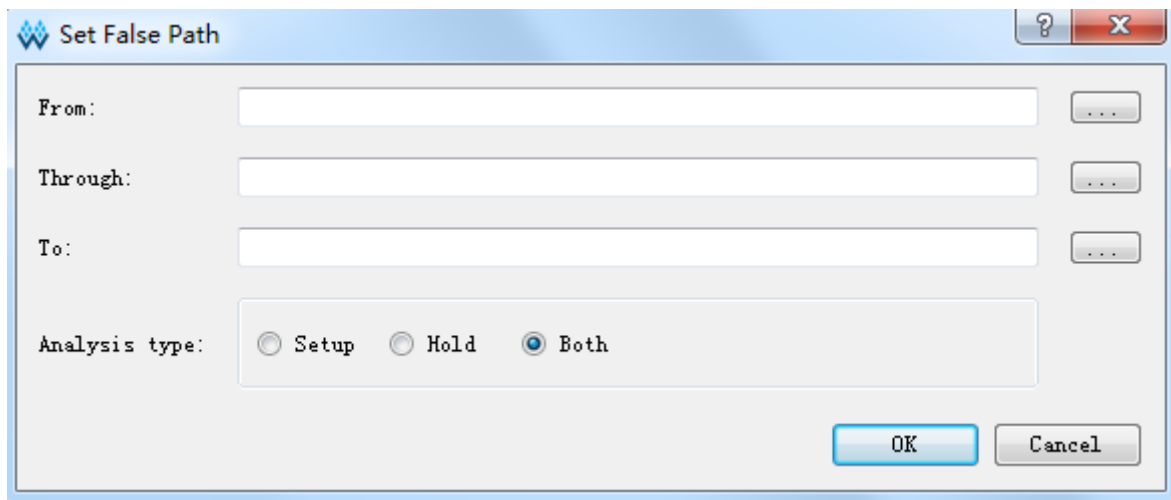 Set False Path
From: ...
Through: ...
To: ...
Analysis type: Setup Hold Both
OK Cancel